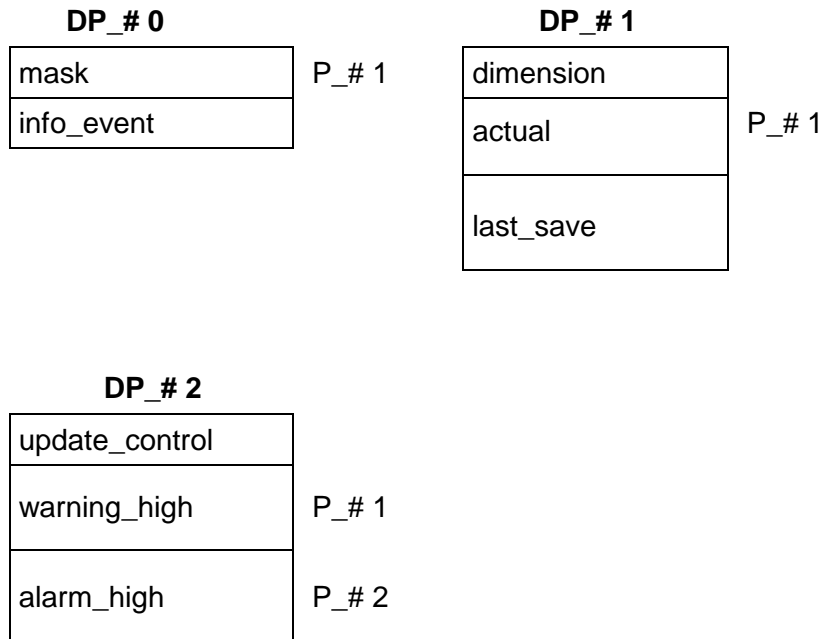 DP_# 0
mask P_# 1
info_event
DP_# 1
dimension
actual P_# 1
last_save
DP_# 2
update_control
warning_high P_# 1
alarm_high P_# 2